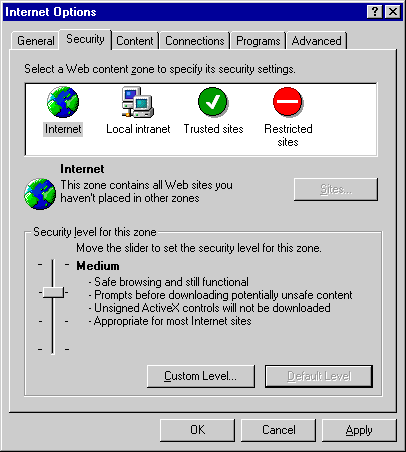 Internet Options
General Security Content Connections Programs Advanced
Select a Web content zone to specify its security settings.
Internet Local intranet Trusted sites Restricted
sites
Internet
This zone contains all Web sites you
haven't placed in other zones
Sites...
Security level for this zone
Move the slider to set the security level for this zone.
Medium
- Safe browsing and still functional
- Prompts before downloading potentially unsafe content
- Unsigned ActiveX controls will not be downloaded
- Appropriate for most Internet sites
Custom Level... Default Level
OK Cancel Apply